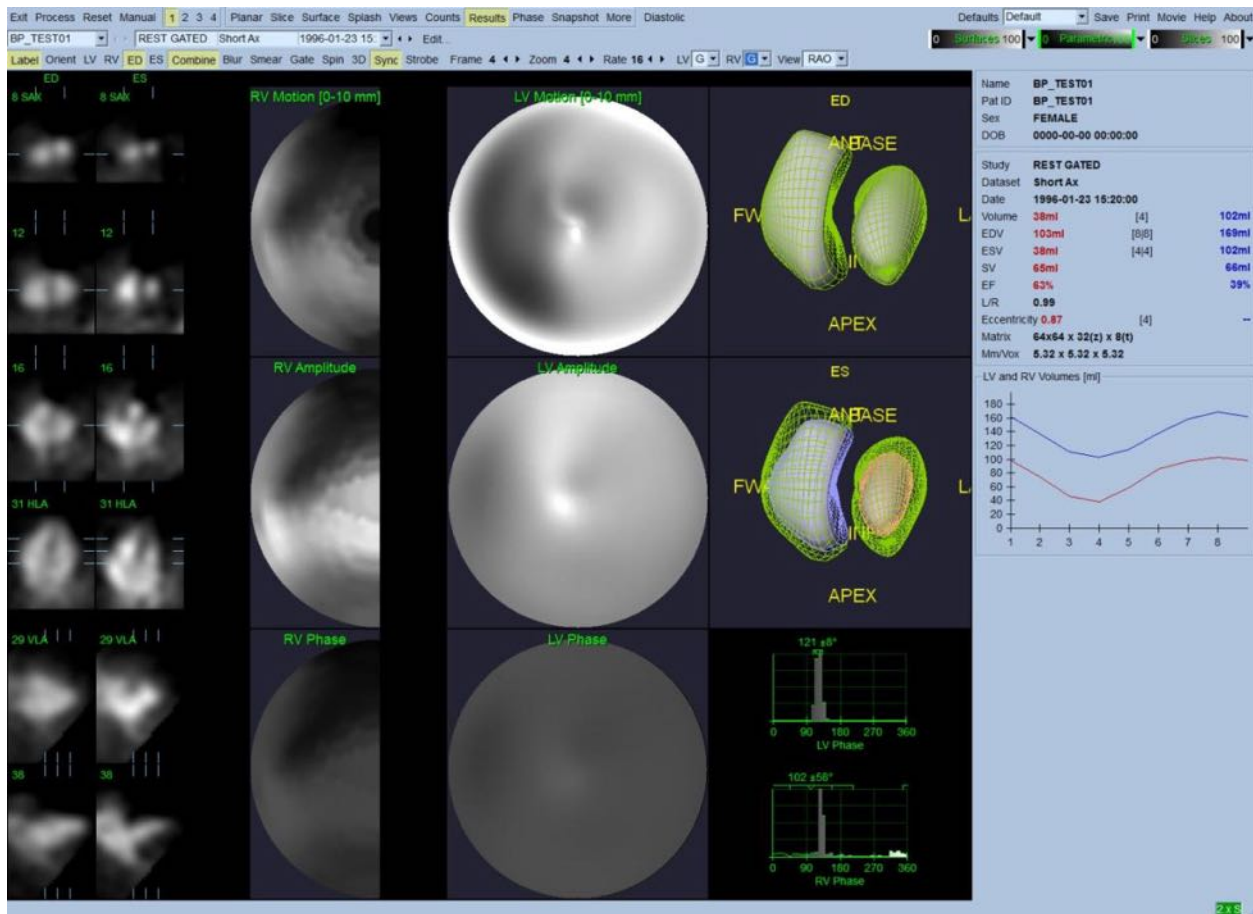 Exit Process Reset Manual 1 2 3 4 Planar Slice Surface Splash Views Counts Results Phase Snapshot More Diastolic Defaults Default Save Print Movie Help About
BP_TEST01 REST GATED Short Ax 1996-01-23 15: Edit... 0 Surfaces 100 0 Parametric 0 Slices 100
Label Orient LV RV ED ES Combine Blur Smear Gate Spin 3D Sync Strobe Frame 4 Zoom 4 Rate 16 LV G RV G View RAO
ED ES
8 SAX 8 SAX
12 12
16 16
31 HLA 31 HLA
29 VLA 29 VLA
38 38
RV Motion [0-10 mm] LV Motion [0-10 mm]
RV Amplitude LV Amplitude
RV Phase LV Phase
ED
ANT BASE
FW
APEX
ES
ANT BASE
FW
APEX
121 ±8°
0 90 180 270 360
LV Phase
102 ±56°
0 90 180 270 360
RV Phase
Name BP_TEST01
Pat ID BP_TEST01
Sex FEMALE
DOB 0000-00-00 00:00:00
Study REST GATED
Dataset Short Ax
Date 1996-01-23 15:20:00
Volume 38ml [4] 102ml
EDV 103ml [8|8] 169ml
ESV 38ml [4|4] 102ml
SV 65ml 66ml
EF 63% 39%
L/R 0.99
Eccentricity 0.87 [4] --
Matrix 64x64 x 32(z) x 8(t)
Mm/Vox 5.32 x 5.32 x 5.32
LV and RV Volumes [ml]
180
160
140
120
100
80
60
40
20
0
1 2 3 4 5 6 7 8
2 x S